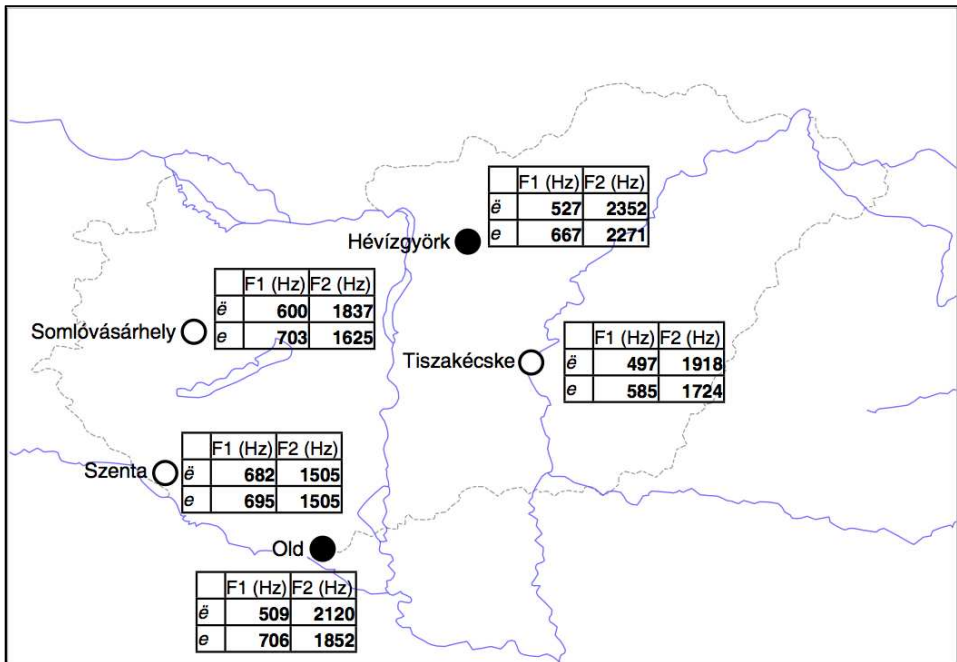 F1 (Hz) F2 (Hz)
ë 527 2352
e 667 2271
Hévízgyörk
F1 (Hz) F2 (Hz)
ë 600 1837
e 703 1625
Somlóvásárhely
F1 (Hz) F2 (Hz)
ë 497 1918
e 585 1724
Tiszakécske
F1 (Hz) F2 (Hz)
ë 682 1505
e 695 1505
Szenta
Old
F1 (Hz) F2 (Hz)
ë 509 2120
e 706 1852